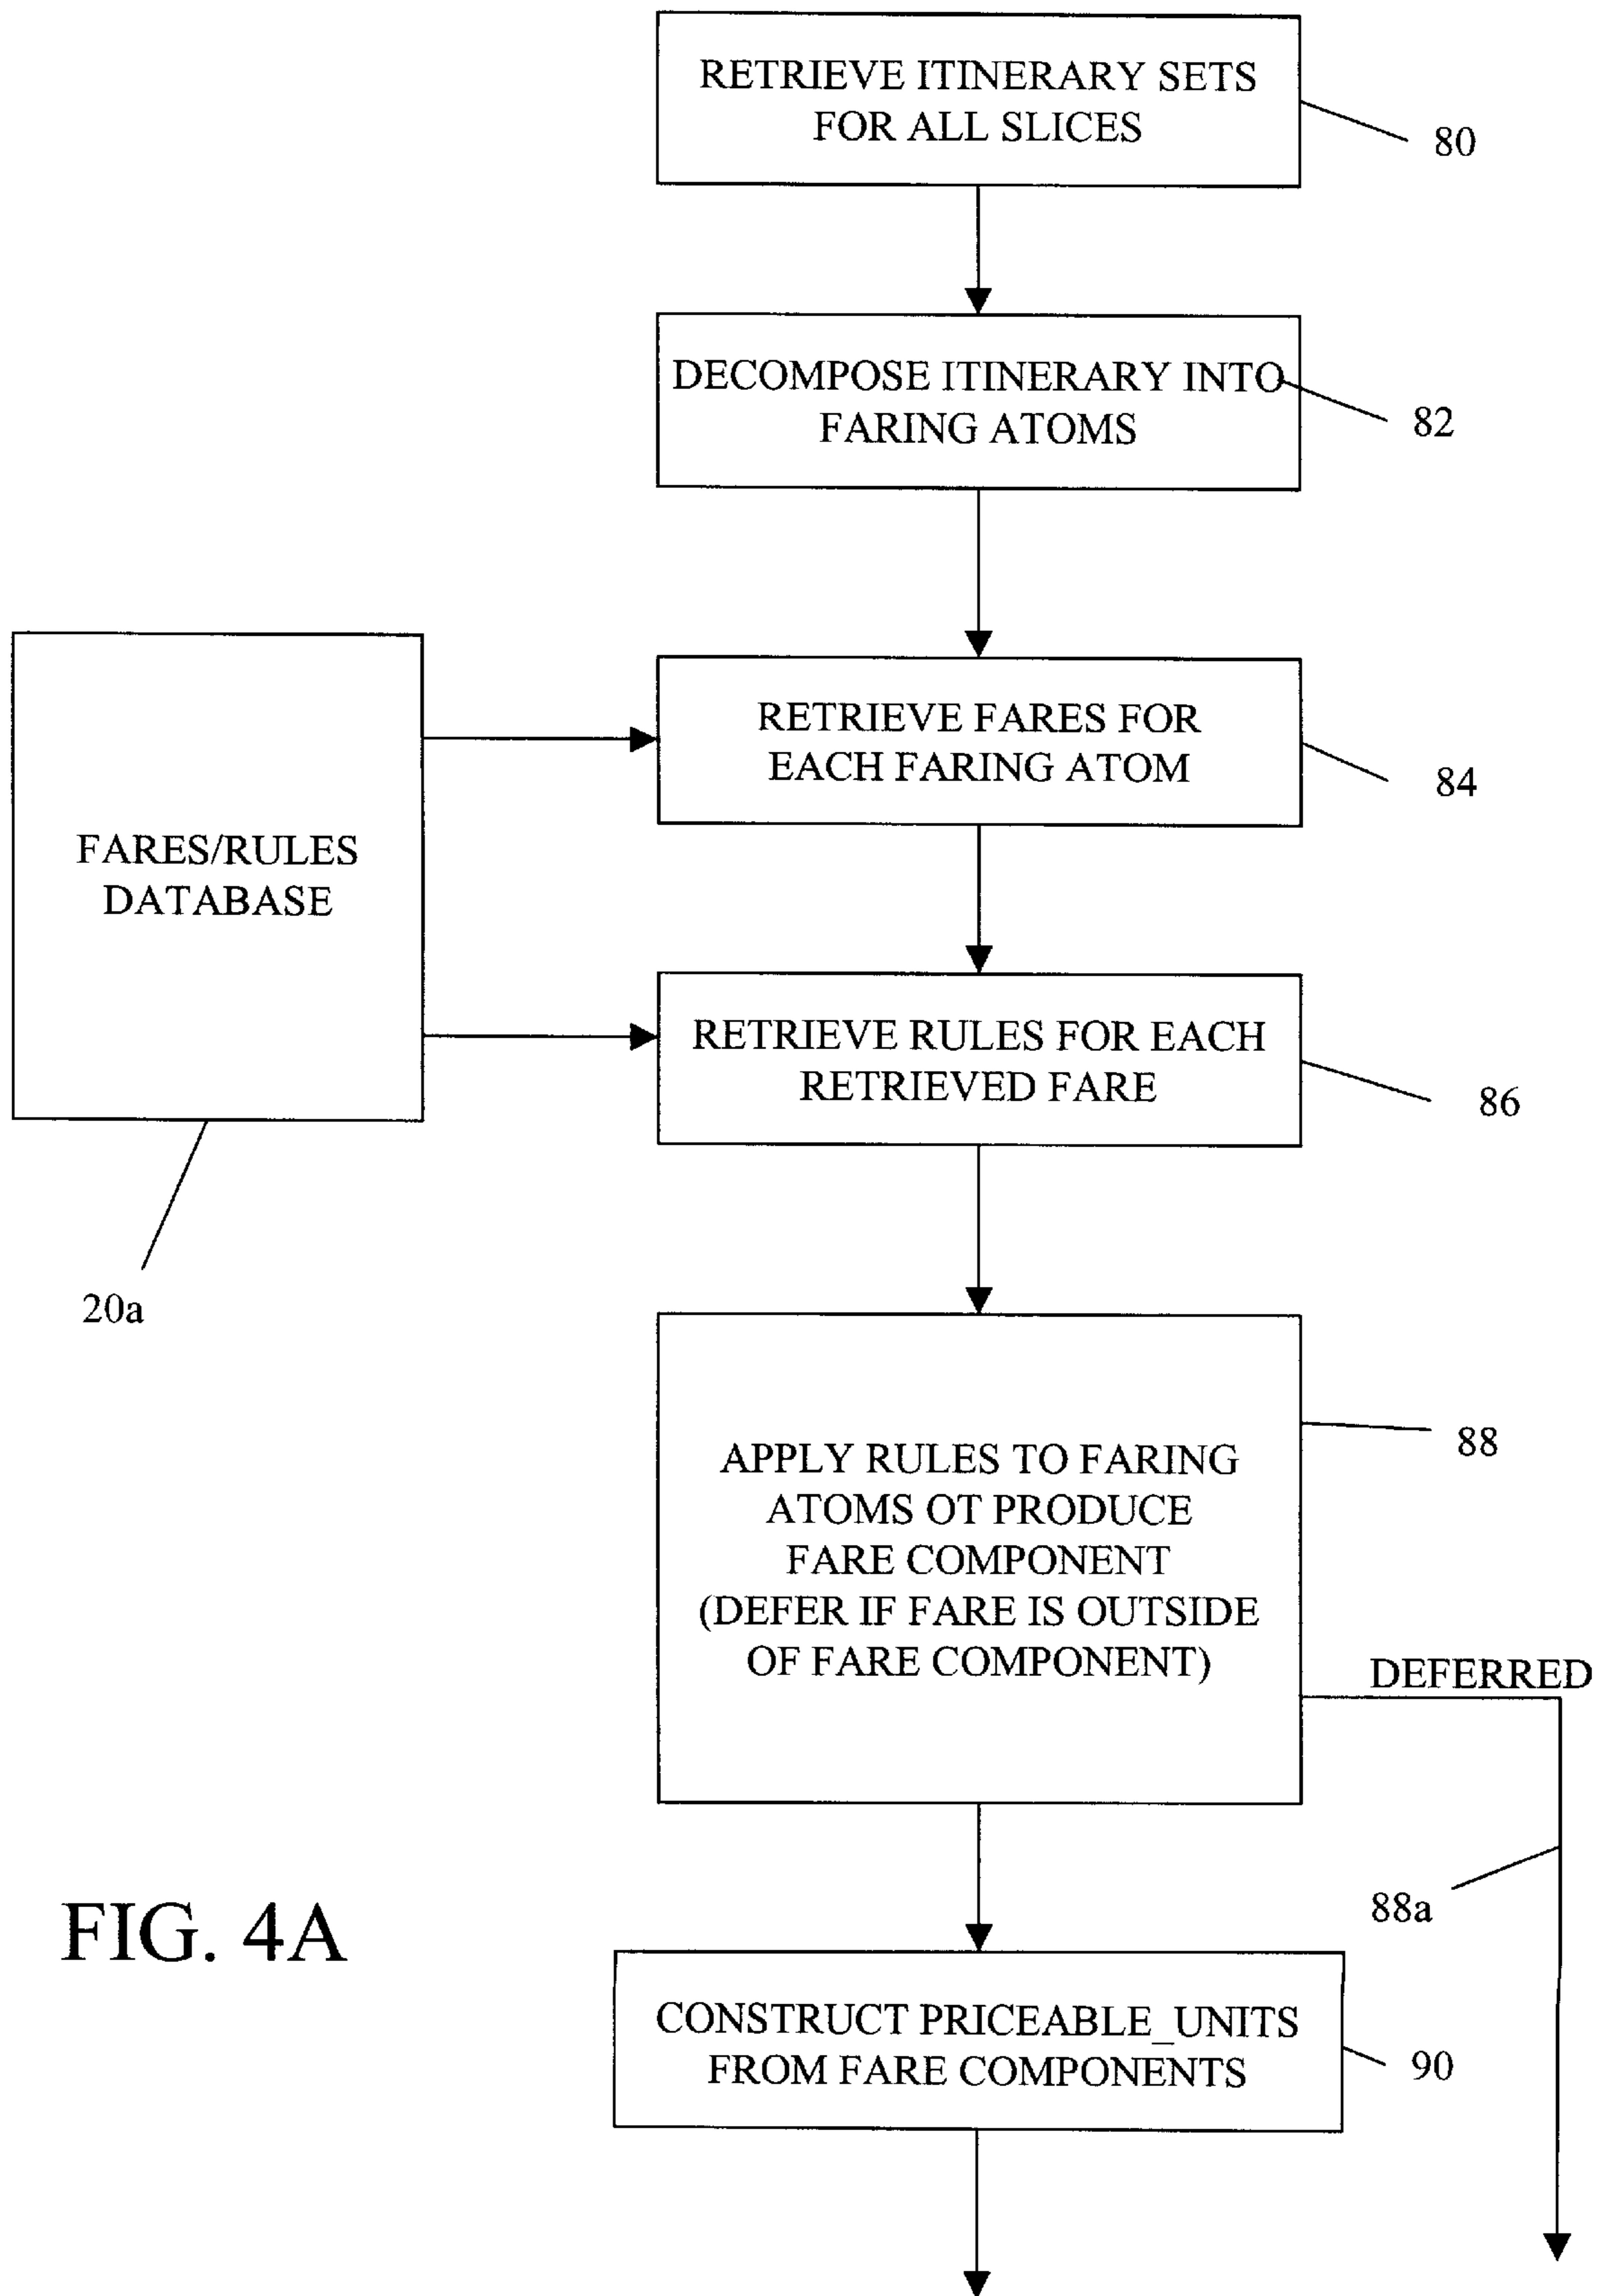 RETRIEVE ITINERARY SETS
FOR ALL SLICES
80
DECOMPOSE ITINERARY INTO
FARING ATOMS
82
FARES/RULES
DATABASE
20a
RETRIEVE FARES FOR
EACH FARING ATOM
84
RETRIEVE RULES FOR EACH
RETRIEVED FARE
86
APPLY RULES TO FARING
ATOMS OT PRODUCE
FARE COMPONENT
(DEFER IF FARE IS OUTSIDE
OF FARE COMPONENT)
88
DEFERRED
88a
FIG. 4A
CONSTRUCT PRICEABLE_UNITS
FROM FARE COMPONENTS
90